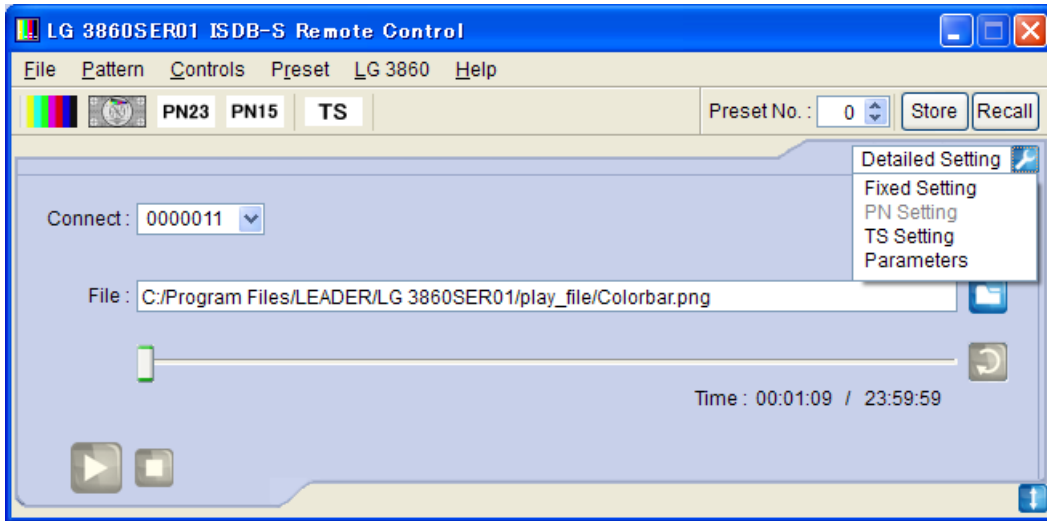 LG 3860SER01 ISDB-S Remote Control
File Pattern Controls Preset LG 3860 Help
PN23 PN15 TS Preset No. : 0 Store Recall
Detailed Setting
Fixed Setting
PN Setting
TS Setting
Parameters
Connect : 0000011
File : C:/Program Files/LEADER/LG 3860SER01/play_file/Colorbar.png
Time : 00:01:09 / 23:59:59